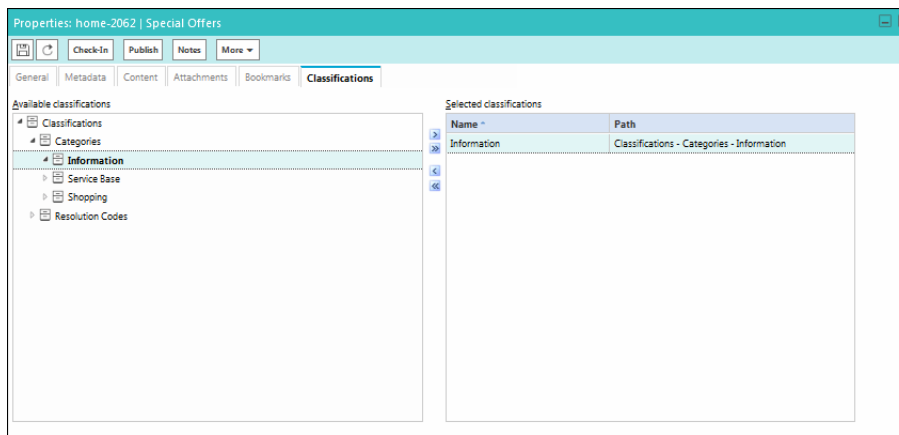 Properties: home-2062 | Special Offers
Check-In Publish Notes More
General Metadata Content Attachments Bookmarks Classifications
Available classifications
Classifications
Categories
Information
Service Base
Shopping
Resolution Codes
Selected classifications
Name Path
Information Classifications - Categories - Information